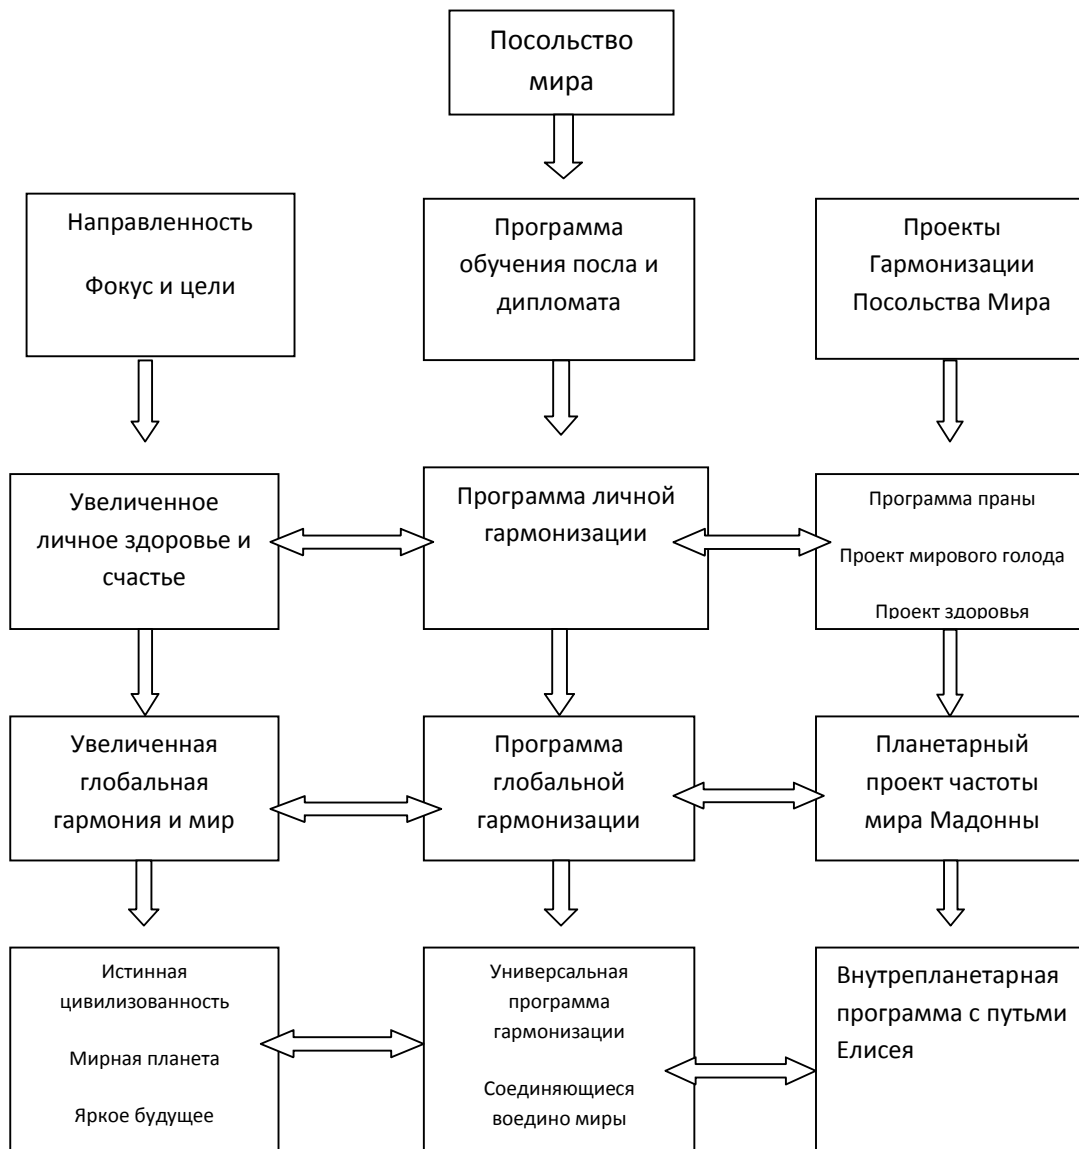 Посольство
мира
Направленность
Фокус и цели
Программа
обучения посла и
дипломата
Проекты
Гармонизации
Посольства Мира
Увеличенное
личное здоровье и
счастье
Программа личной
гармонизации
Программа праны
Проект мирового голода
Проект здоровья
Увеличенная
глобальная
гармония и мир
Программа
глобальной
гармонизации
Планетарный
проект частоты
мира Мадонны
Истинная
цивилизованность
Мирная планета
Яркое будущее
Универсальная
программа
гармонизации
Соединяющиеся
воедино миры
Внутрепланетарная
программа с путьми
Елисея